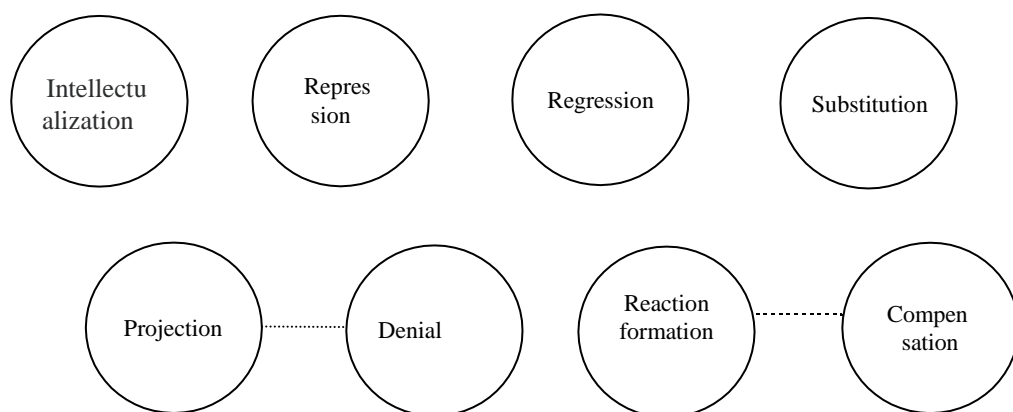 Intellectu
alization
Repres
sion
Regression
Substitution
Projection
Denial
Reaction
formation
Compen
sation